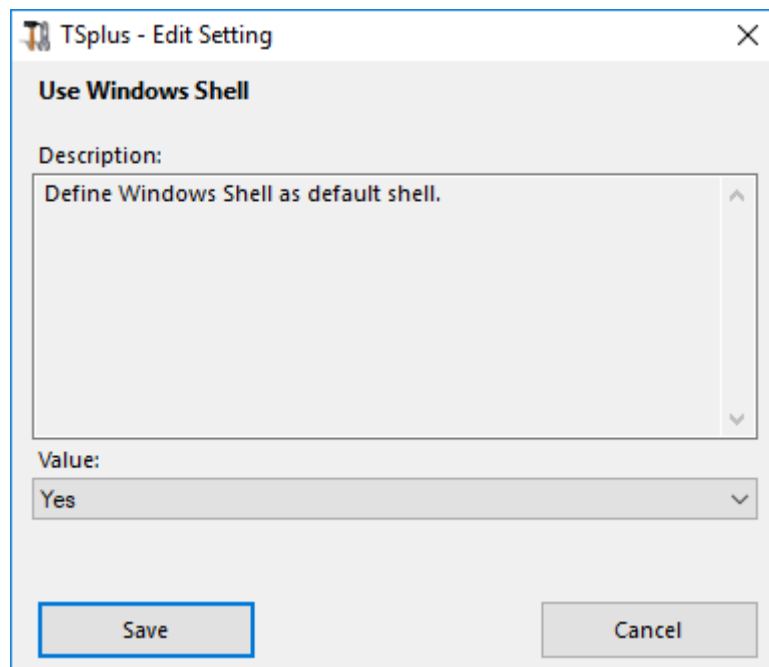 TSplus - Edit Setting
Use Windows Shell
Description:
Define Windows Shell as default shell.
Value:
Yes
Save Cancel